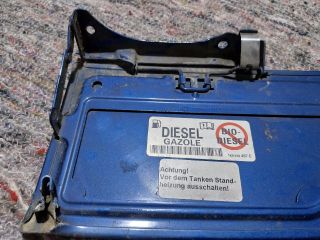 DIESEL
GAZOLE
BIO-
DIESEL
Achtung!
Vor dem Tanken Stand-
heizung ausschalten!